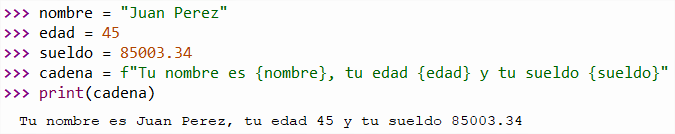 >>> nombre = "Juan Perez"
>>> edad = 45
>>> sueldo = 85003.34
>>> cadena = f"Tu nombre es {nombre}, tu edad {edad} y tu sueldo {sueldo}"
>>> print(cadena)
Tu nombre es Juan Perez, tu edad 45 y tu sueldo 85003.34